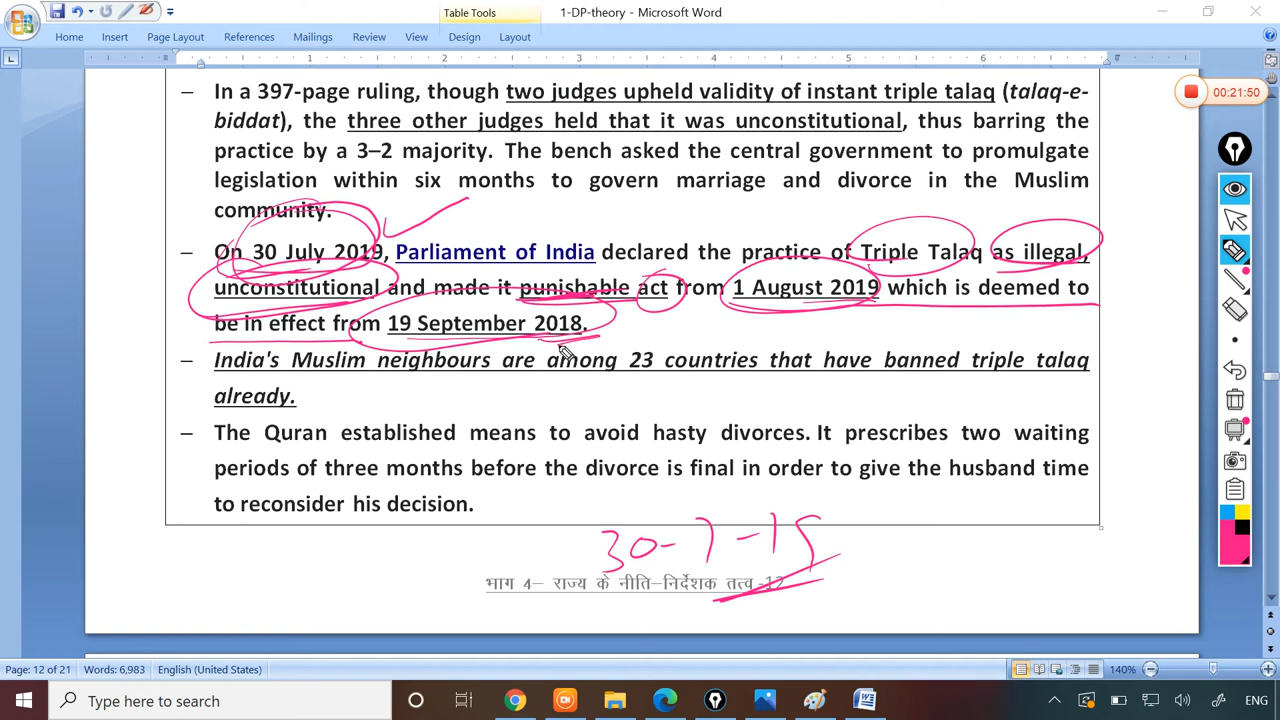 Table Tools
1-DP-theory - Microsoft Word
Home Insert Page Layout References Mailings Review View Design Layout
1 2 3 4 5 6 7
00:21:50
– In a 397-page ruling, though two judges upheld validity of instant triple talaq (talaq-e-
biddat), the three other judges held that it was unconstitutional, thus barring the
practice by a 3–2 majority. The bench asked the central government to promulgate
legislation within six months to govern marriage and divorce in the Muslim
community.
– On 30 July 2019, Parliament of India declared the practice of Triple Talaq as illegal,
unconstitutional and made it punishable act from 1 August 2019 which is deemed to
be in effect from 19 September 2018.
– India's Muslim neighbours are among 23 countries that have banned triple talaq
already.
– The Quran established means to avoid hasty divorces. It prescribes two waiting
periods of three months before the divorce is final in order to give the husband time
to reconsider his decision.
30-7-19
भाग 4– राज्य के नीति–निर्देशक तत्व -12
Page: 12 of 21 Words: 6,983 English (United States) 140%
Type here to search
ENG